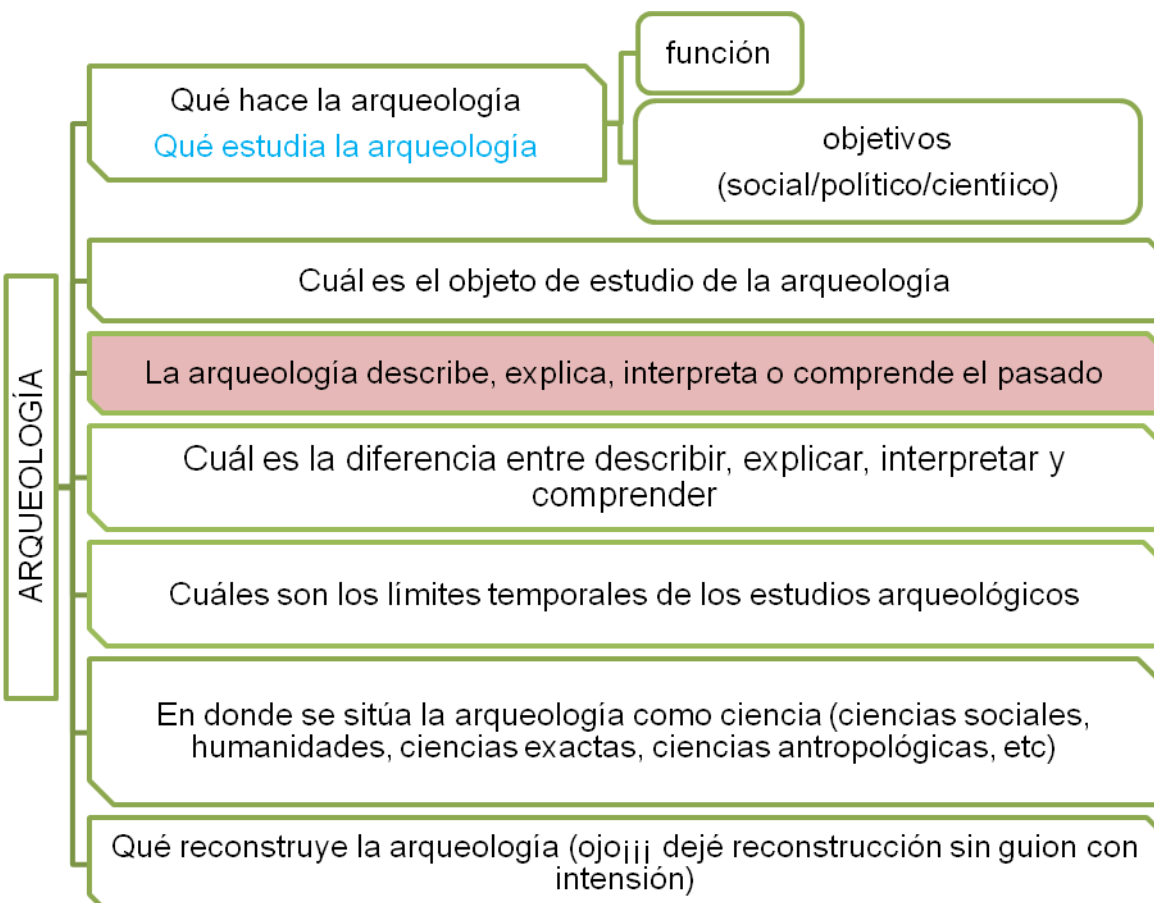 ARQUEOLOGÍA
Qué hace la arqueología
Qué estudia la arqueología
función
objetivos
(social/político/cientíico)
Cuál es el objeto de estudio de la arqueología
La arqueología describe, explica, interpreta o comprende el pasado
Cuál es la diferencia entre describir, explicar, interpretar y
comprender
Cuáles son los límites temporales de los estudios arqueológicos
En donde se sitúa la arqueología como ciencia (ciencias sociales,
humanidades, ciencias exactas, ciencias antropológicas, etc)
Qué reconstruye la arqueología (ojo¡¡¡ dejé reconstrucción sin guion con
intensión)